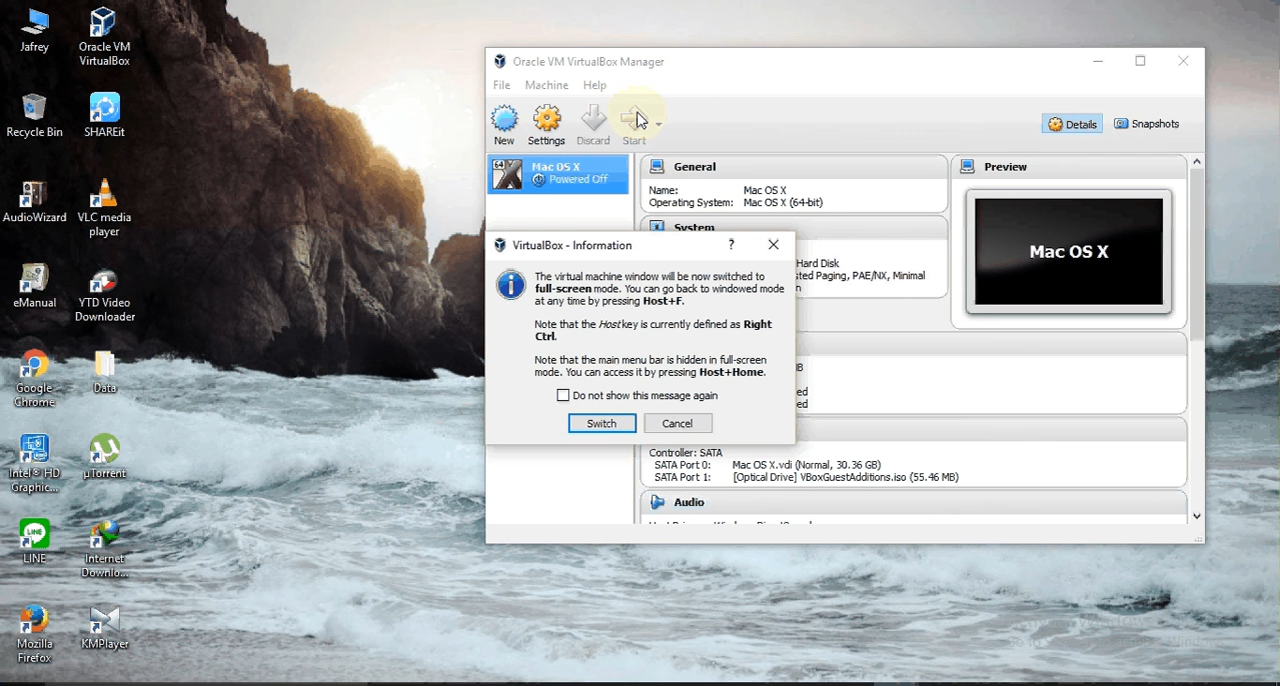 Jafrey
Oracle VM
VirtualBox
Recycle Bin
SHAREit
AudioWizard
VLC media
player
eManual
YTD Video
Downloader
Google
Chrome
Data
Intel® HD
Graphic...
µTorrent
LINE
Internet
Downlo...
Mozilla
Firefox
KMPlayer
Oracle VM VirtualBox Manager
File Machine Help
New Settings Discard Start
Details Snapshots
64
Mac OS X
Powered Off
General
Name: Mac OS X
Operating System: Mac OS X (64-bit)
System
Hard Disk
Paging, PAE/NX, Minimal
Preview
Mac OS X
VirtualBox - Information ?
The virtual machine window will be now switched to
full-screen mode. You can go back to windowed mode
at any time by pressing Host+F.
Note that the Host key is currently defined as Right
Ctrl.
Note that the main menu bar is hidden in full-screen
mode. You can access it by pressing Host+Home.
Do not show this message again
Switch Cancel
Controller: SATA
SATA Port 0: Mac OS X.vdi (Normal, 30.36 GB)
SATA Port 1: [Optical Drive] VBoxGuestAdditions.iso (55.46 MB)
Audio